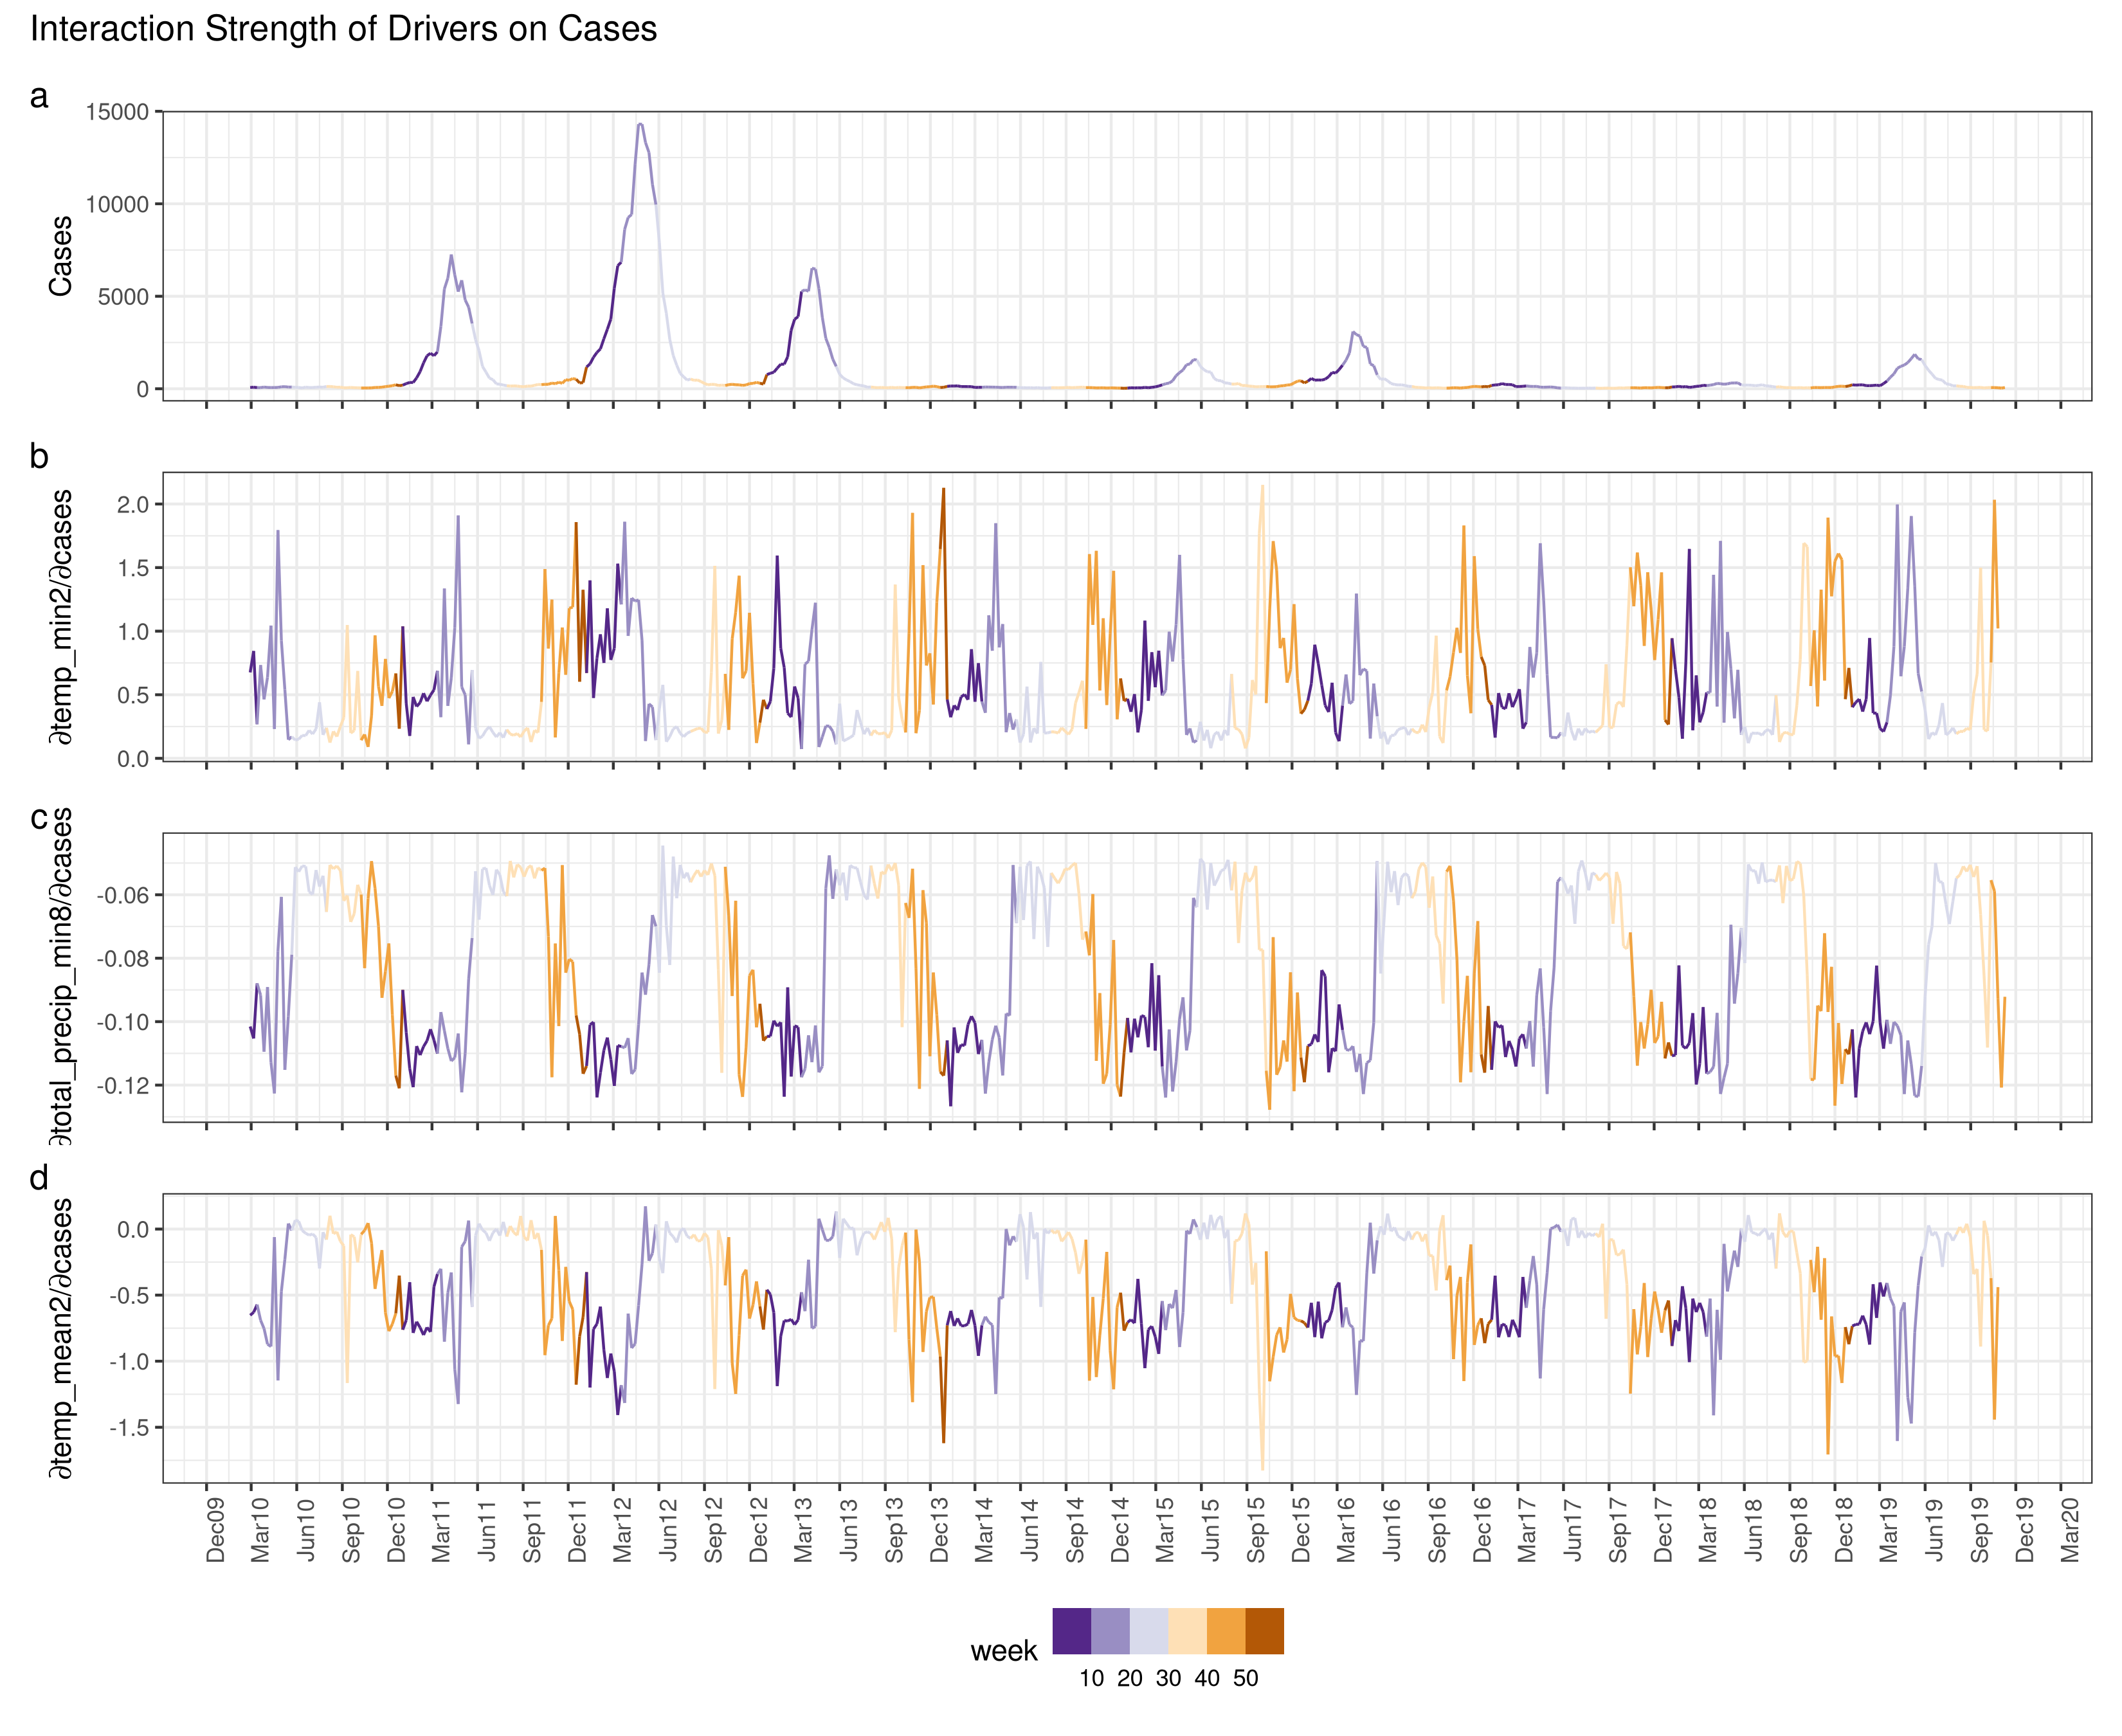 Interaction Strength of Drivers on Cases
a
Cases
15000
10000
5000
0
b
∂temp_min2/∂cases
2.0
1.5
1.0
0.5
0.0
c
∂total_precip_min8/∂cases
-0.06
-0.08
-0.10
-0.12
d
∂temp_mean2/∂cases
0.0
-0.5
-1.0
-1.5
Dec09 Mar10 Jun10 Sep10 Dec10 Mar11 Jun11 Sep11 Dec11 Mar12 Jun12 Sep12 Dec12 Mar13 Jun13 Sep13 Dec13 Mar14 Jun14 Sep14 Dec14 Mar15 Jun15 Sep15 Dec15 Mar16 Jun16 Sep16 Dec16 Mar17 Jun17 Sep17 Dec17 Mar18 Jun18 Sep18 Dec18 Mar19 Jun19 Sep19 Dec19 Mar20
week
10 20 30 40 50